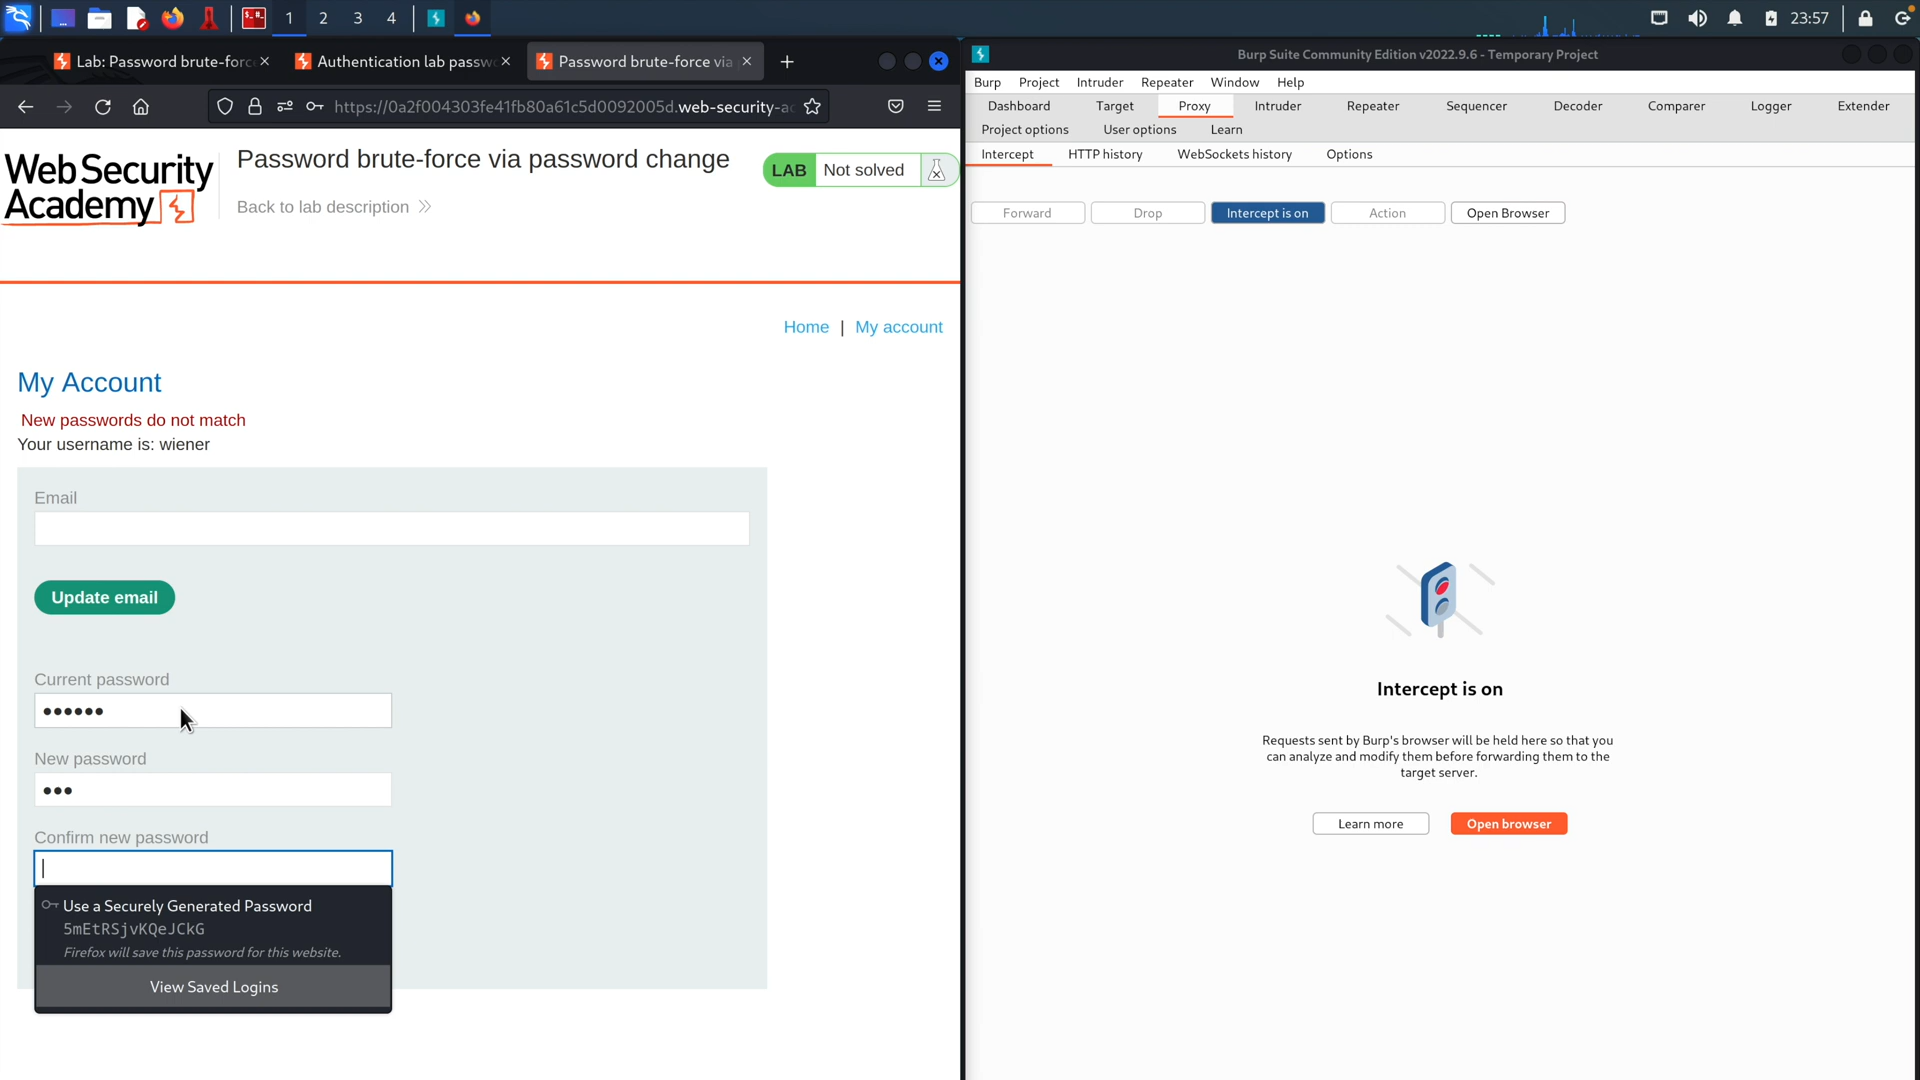 1
2
3
4
23:57
Lab: Password brute-forc
Authentication lab passw
Password brute-force via
https://0a2f004303fe41fb80a61c5d0092005d.web-security-ac
Web Security
Academy
Password brute-force via password change
Back to lab description
LAB
Not solved
Home | My account
My Account
New passwords do not match
Your username is: wiener
Email
Update email
Current password
••••••
New password
•••
Confirm new password
Use a Securely Generated Password
5mEtRSjvKQeJCkG
Firefox will save this password for this website.
View Saved Logins
Burp Suite Community Edition v2022.9.6 - Temporary Project
Burp Project Intruder Repeater Window Help
Dashboard Target Proxy Intruder Repeater Sequencer Decoder Comparer Logger Extender
Project options User options Learn
Intercept HTTP history WebSockets history Options
Forward Drop Intercept is on Action Open Browser
Intercept is on
Requests sent by Burp's browser will be held here so that you
can analyze and modify them before forwarding them to the
target server.
Learn more
Open browser